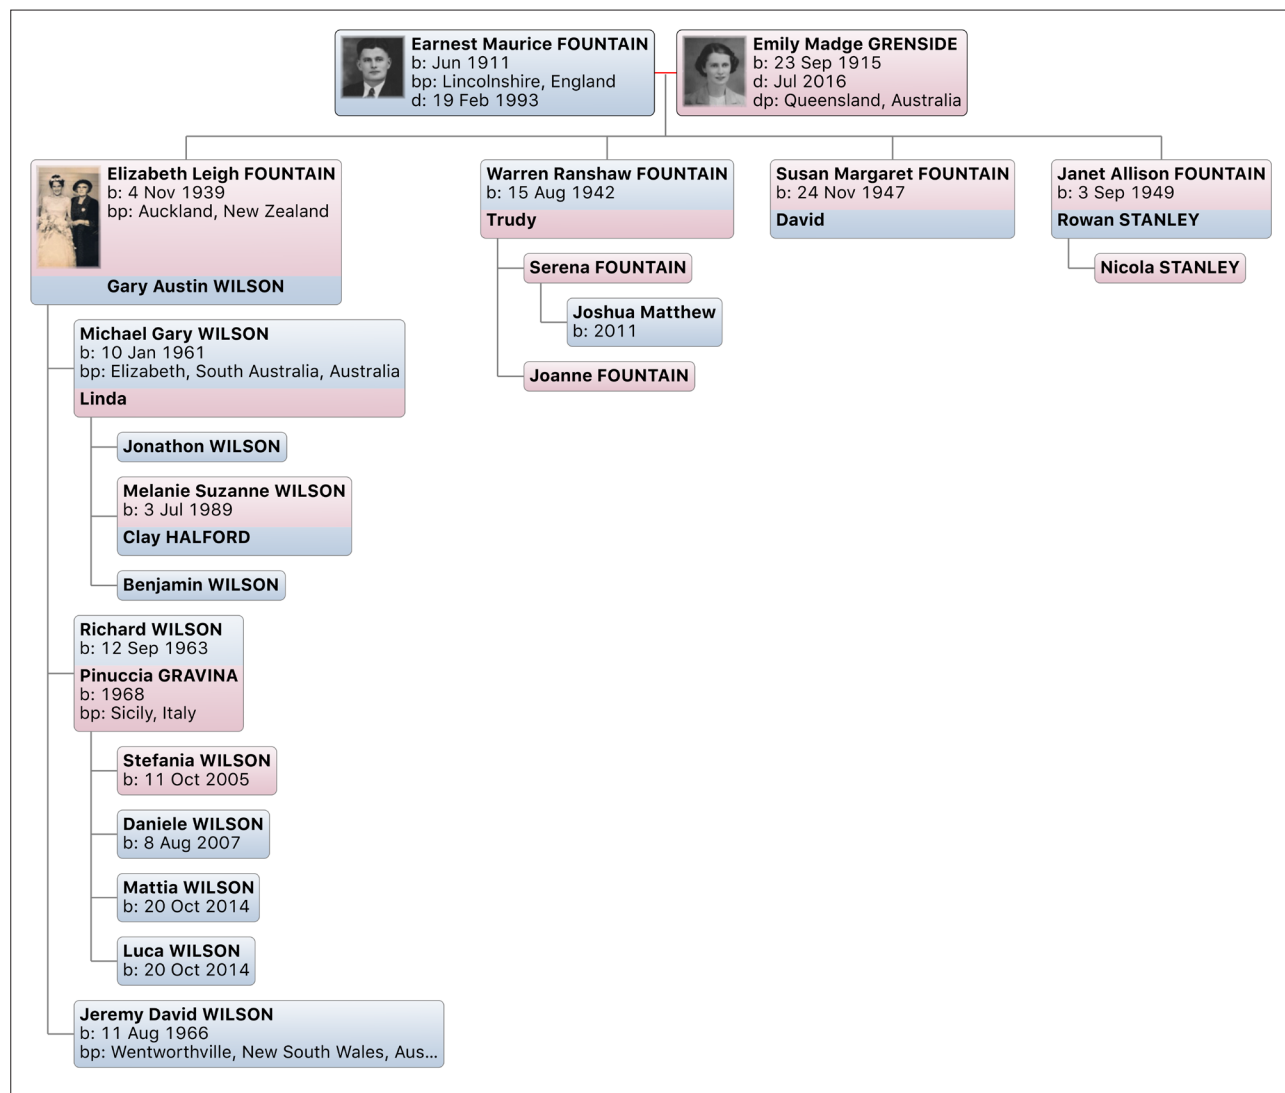 Earnest Maurice FOUNTAIN
b: Jun 1911
bp: Lincolnshire, England
d: 19 Feb 1993
Emily Madge GRENSIDE
b: 23 Sep 1915
d: Jul 2016
dp: Queensland, Australia
Elizabeth Leigh FOUNTAIN
b: 4 Nov 1939
bp: Auckland, New Zealand
Gary Austin WILSON
Michael Gary WILSON
b: 10 Jan 1961
bp: Elizabeth, South Australia, Australia
Linda
Jonathon WILSON
Melanie Suzanne WILSON
b: 3 Jul 1989
Clay HALFORD
Benjamin WILSON
Richard WILSON
b: 12 Sep 1963
Pinuccia GRAVINA
b: 1968
bp: Sicily, Italy
Stefania WILSON
b: 11 Oct 2005
Daniele WILSON
b: 8 Aug 2007
Mattia WILSON
b: 20 Oct 2014
Luca WILSON
b: 20 Oct 2014
Jeremy David WILSON
b: 11 Aug 1966
bp: Wentworthville, New South Wales, Aus...
Warren Ranshaw FOUNTAIN
b: 15 Aug 1942
Trudy
Serena FOUNTAIN
Joshua Matthew
b: 2011
Joanne FOUNTAIN
Susan Margaret FOUNTAIN
b: 24 Nov 1947
David
Janet Allison FOUNTAIN
b: 3 Sep 1949
Rowan STANLEY
Nicola STANLEY